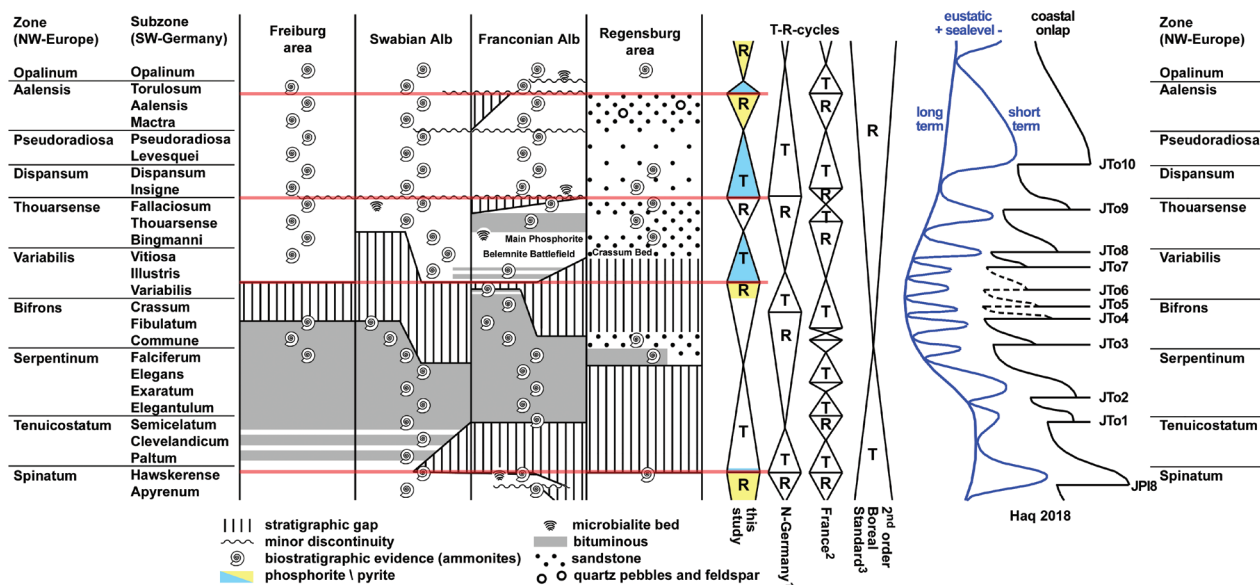 Zone
(NW-Europe)
Subzone
(SW-Germany)
Freiburg
area
Swabian Alb
Franconian Alb
Regensburg
area
T-R-cycles
eustatic
+ sealevel -
coastal
onlap
Zone
(NW-Europe)
Opalinum Opalinum
Aalensis Torulosum
Aalensis
Mactra
Pseudoradiosa Pseudoradiosa
Levesquei
Dispansum Dispansum
Insigne
Thouarsense Fallaciosum
Thouarsense
Bingmanni
Variabilis Vitiosa
Illustris
Variabilis
Bifrons Crassum
Fibulatum
Commune
Serpentinum Falciferum
Elegans
Exaratum
Elegantulum
Tenuicostatum Semicelatum
Clevelandicum
Paltum
Spinatum Hawskerense
Apyrenum
Main Phosphorite
Belemnite Battlefield
Crassum Bed
R
R
T
R
T
R
T
R
T
R
T
R
T
R
T
R
T
R
T
R
T
R
T
T
R
T
R
R
T
long
term
short
term
JTo10
JTo9
JTo8
JTo7
JTo6
JTo5
JTo4
JTo3
JTo2
JTo1
JPl8
Opalinum
Aalensis
Pseudoradiosa
Dispansum
Thouarsense
Variabilis
Bifrons
Serpentinum
Tenuicostatum
Spinatum
this
study
N-Germany
France2
2nd order
Boreal
Standard3
Haq 2018
stratigraphic gap
minor discontinuity
biostratigraphic evidence (ammonites)
phosphorite \ pyrite
microbialite bed
bituminous
sandstone
quartz pebbles and feldspar